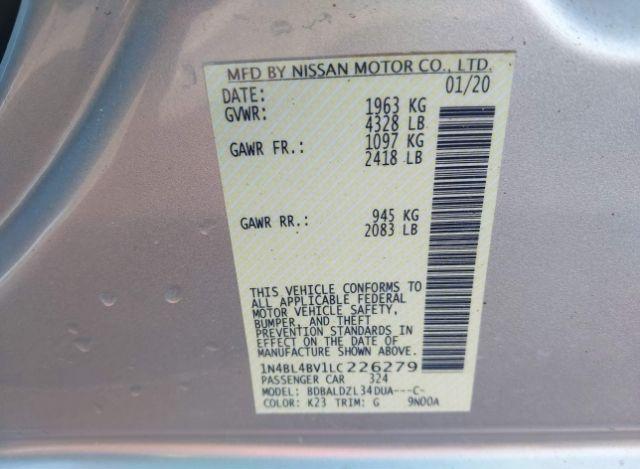 MFD BY NISSAN MOTOR CO., LTD.
DATE: 01/20
GVWR: 1963 KG
4328 LB
GAWR FR.: 1097 KG
2418 LB
GAWR RR.: 945 KG
2083 LB
THIS VEHICLE CONFORMS TO
ALL APPLICABLE FEDERAL
MOTOR VEHICLE SAFETY,
BUMPER, AND THEFT
PREVENTION STANDARDS IN
EFFECT ON THE DATE OF
MANUFACTURE SHOWN ABOVE.
1N4BL4BV1LC226279
PASSENGER CAR 324
MODEL: BDBALDZL34DUA---C-
COLOR: K23 TRIM: G 9N00A